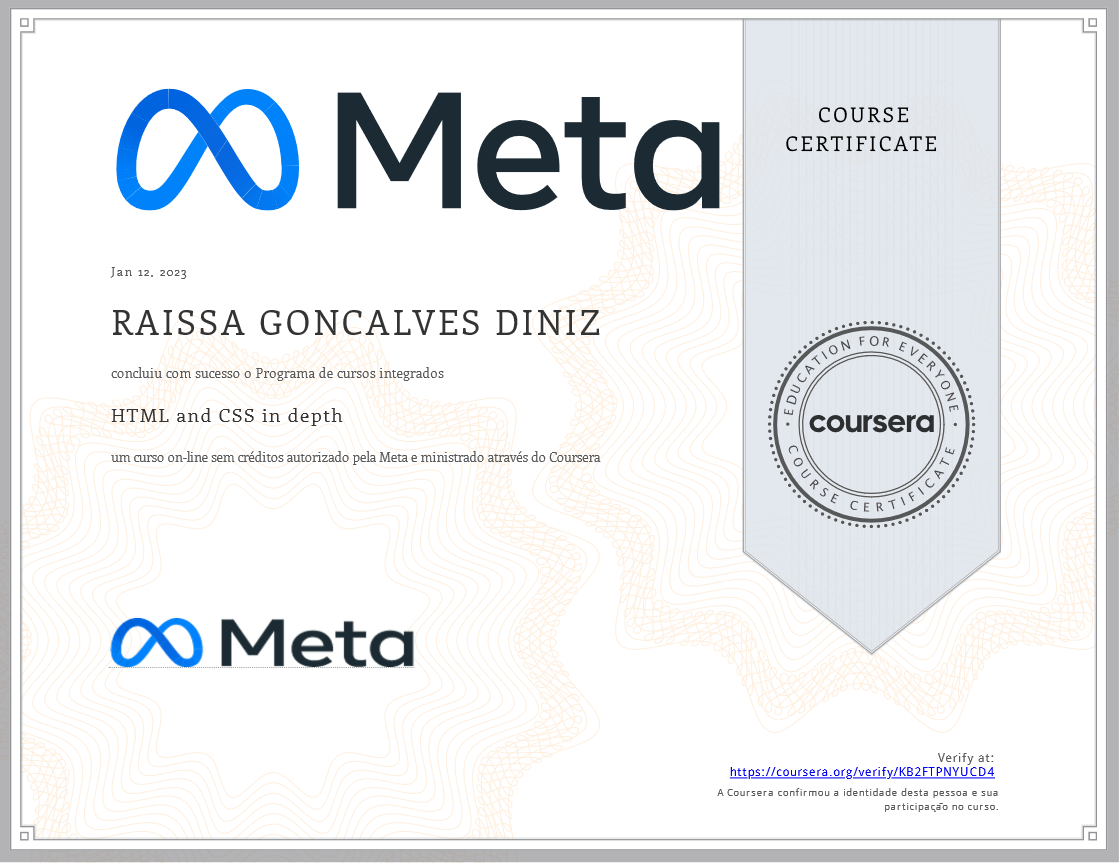 Meta
COURSE
CERTIFICATE
Jan 12, 2023
RAISSA GONCALVES DINIZ
concluiu com sucesso o Programa de cursos integrados
HTML and CSS in depth
um curso on-line sem créditos autorizado pela Meta e ministrado através do Coursera
EDUCATION FOR EVERYONE
coursera
COURSE CERTIFICATE
Meta
Verify at:
https://coursera.org/verify/KB2FTPNYUCD4
A Coursera confirmou a identidade desta pessoa e sua
participação no curso.